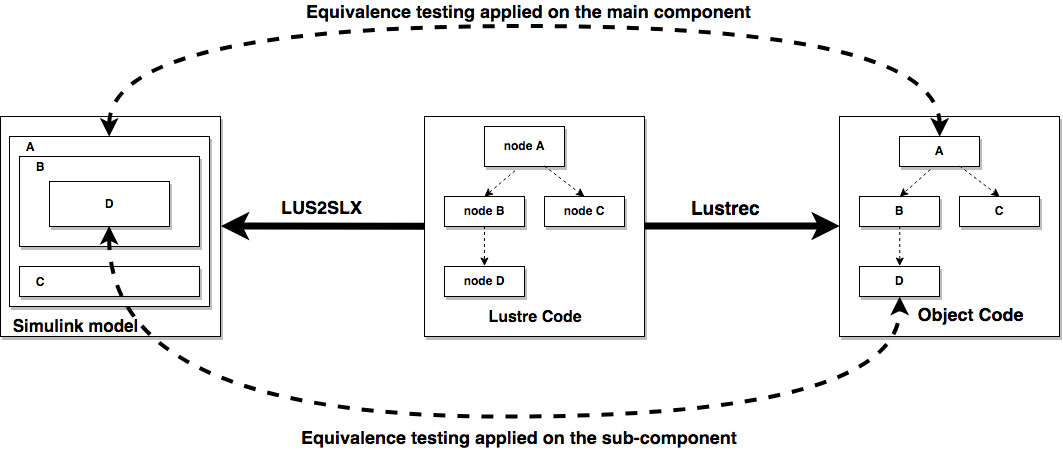 Equivalence testing applied on the main component
A
B
D
C
Simulink model
LUS2SLX
node A
node B
node C
node D
Lustre Code
Lustrec
A
B
C
D
Object Code
Equivalence testing applied on the sub-component